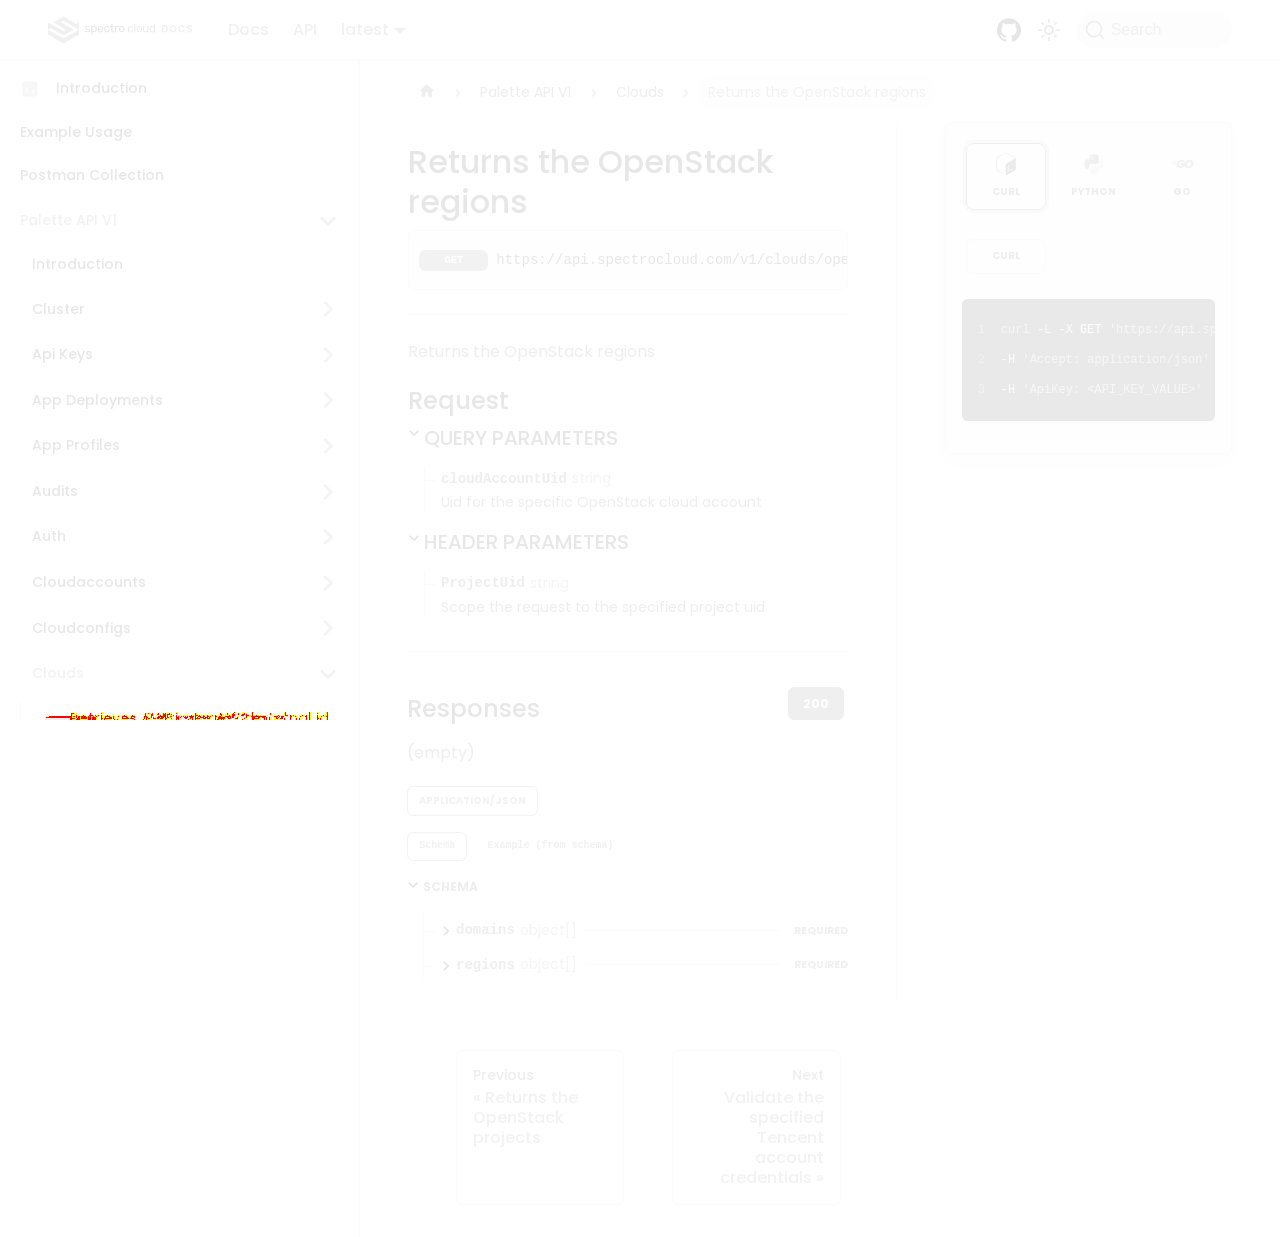 spectro cloud DOCS
Docs
API
latest
Search
Introduction
Example Usage
Postman Collection
Palette API V1
Introduction
Cluster
Api Keys
App Deployments
App Profiles
Audits
Auth
Cloudaccounts
Cloudconfigs
Clouds
Palette API V1
Clouds
Returns the OpenStack regions
Returns the OpenStack
regions
GET https://api.spectrocloud.com/v1/clouds/ope
Returns the OpenStack regions
Request
QUERY PARAMETERS
cloudAccountUid string
Uid for the specific OpenStack cloud account
HEADER PARAMETERS
ProjectUid string
Scope the request to the specified project uid
Responses
200
(empty)
APPLICATION/JSON
Schema
Example (from schema)
SCHEMA
domains object[] REQUIRED
regions object[] REQUIRED
Previous
« Returns the
OpenStack
projects
Next
Validate the
specified
Tencent
account
credentials »
CURL
PYTHON
GO
CURL
1 curl -L -X GET 'https://api.sp
2 -H 'Accept: application/json'
3 -H 'ApiKey: <API_KEY_VALUE>'